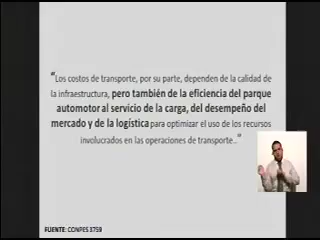 “Los costos de transporte, por su parte, dependen de la calidad de
la infraestructura, pero también de la eficiencia del parque
automotor al servicio de la carga, del desempeño del
mercado y de la logística para optimizar el uso de los recursos
involucrados en las operaciones de transporte..”
FUENTE: CONPES 3759